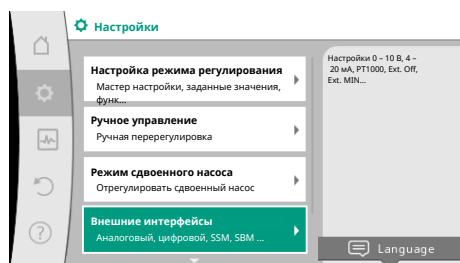 Настройки
Настройка режима регулирования
Мастер настройки, заданные значения,
функ...
Ручное управление
Ручная перерегулировка
Режим сдвоенного насоса
Отрегулировать сдвоенный насос
Внешние интерфейсы
Аналоговый, цифровой, SSM, SBM ...
Настройки 0 – 10 В, 4 –
20 мА, PT1000, Ext. Off,
Ext. MIN...
Language